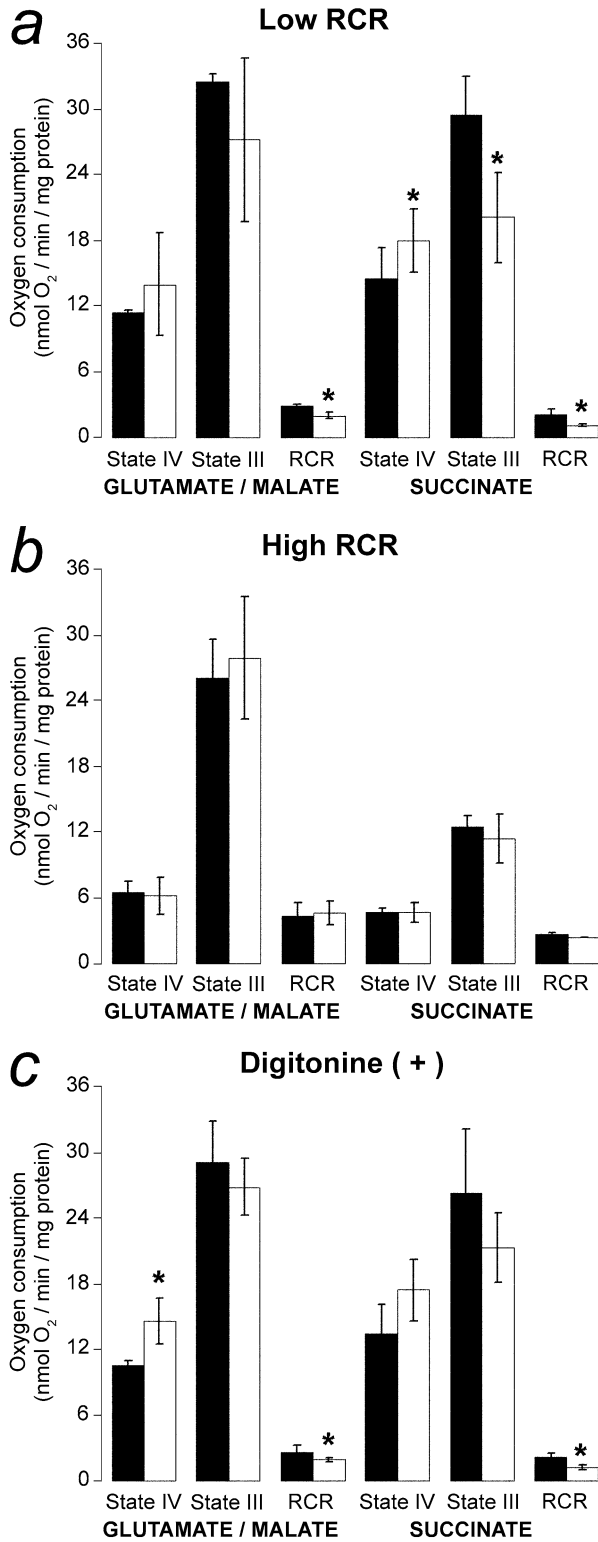 a
Low RCR
Oxygen consumption
(nmol O2 / min / mg protein)
36
30
24
18
12
6
0
*
*
*
*
State IV State III RCR State IV State III RCR
GLUTAMATE / MALATE SUCCINATE
b
High RCR
Oxygen consumption
(nmol O2 / min / mg protein)
36
30
24
18
12
6
0
State IV State III RCR State IV State III RCR
GLUTAMATE / MALATE SUCCINATE
c
Digitonine ( + )
Oxygen consumption
(nmol O2 / min / mg protein)
36
30
24
18
12
6
0
*
*
*
State IV State III RCR State IV State III RCR
GLUTAMATE / MALATE SUCCINATE